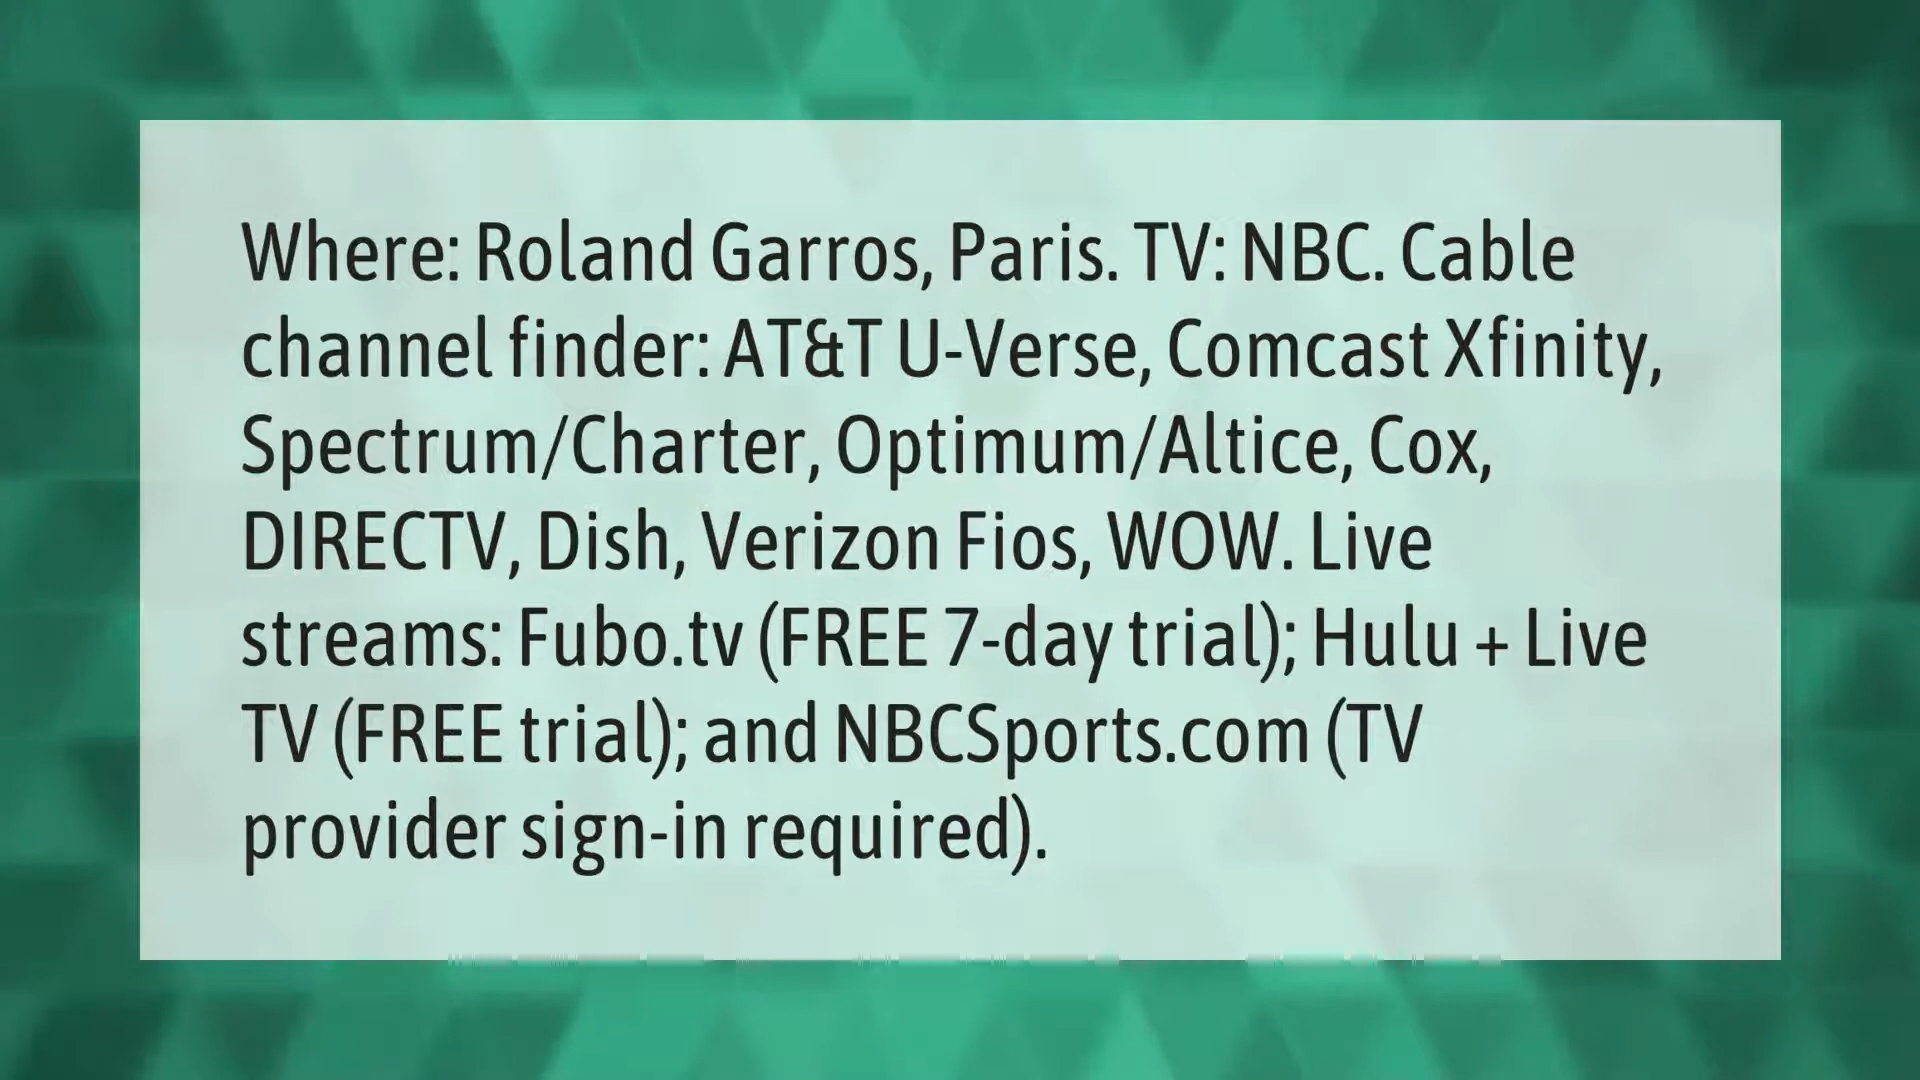 Where: Roland Garros, Paris. TV: NBC. Cable
channel finder: AT&T U-Verse, Comcast Xfinity,
Spectrum/Charter, Optimum/Altice, Cox,
DIRECTV, Dish, Verizon Fios, WOW. Live
streams: Fubo.tv (FREE 7-day trial); Hulu + Live
TV (FREE trial); and NBCSports.com (TV
provider sign-in required).